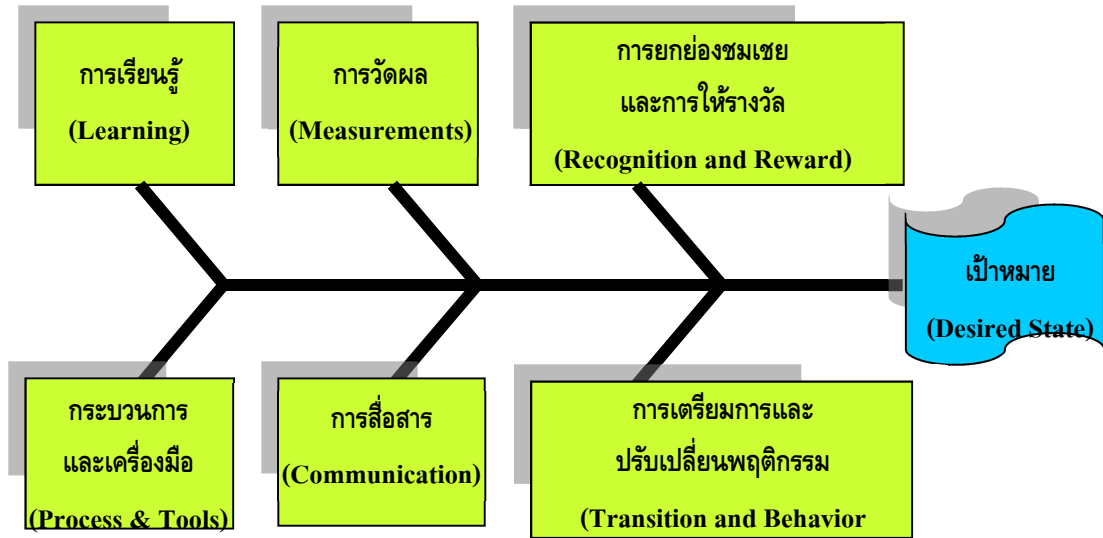 การเรียนรู้
(Learning)
การวัดผล
(Measurements)
การยกย่องชมเชย
และการให้รางวัล
(Recognition and Reward)
เป้าหมาย
(Desired State)
กระบวนการ
และเครื่องมือ
(Process & Tools)
การสื่อสาร
(Communication)
การเตรียมการและ
ปรับเปลี่ยนพฤติกรรม
(Transition and Behavior